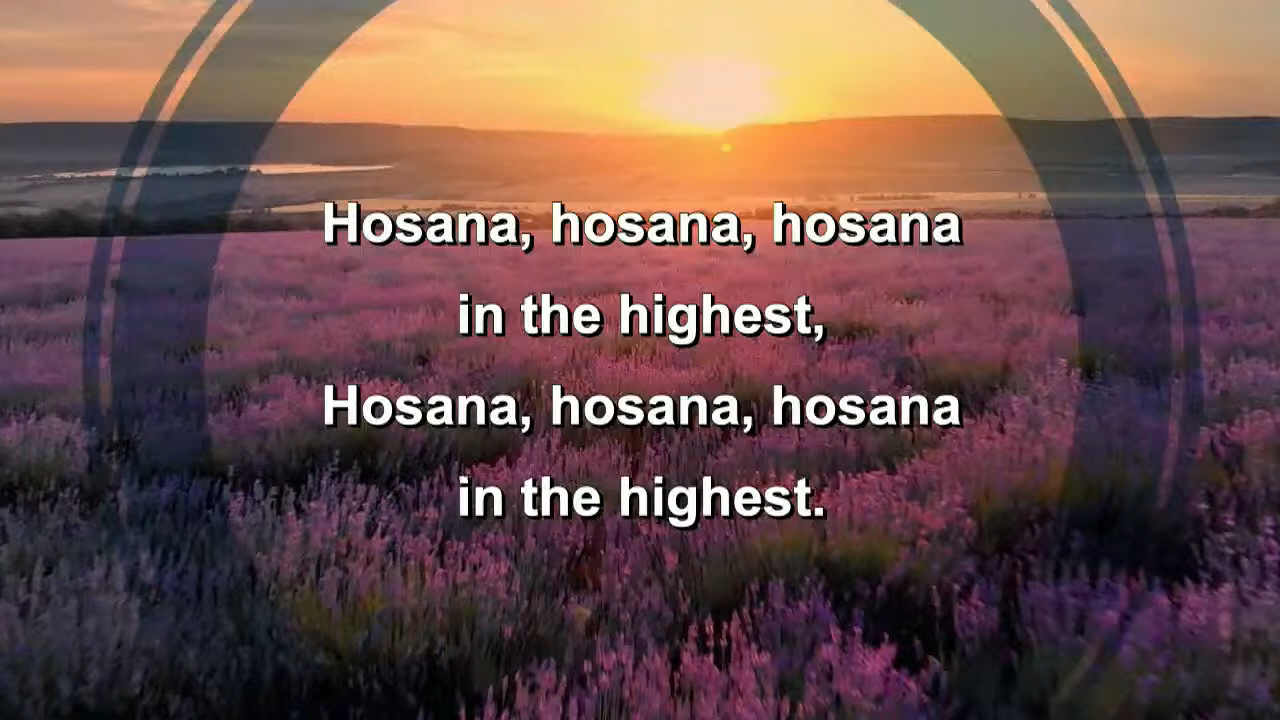 Hosana, hosana, hosana
in the highest,
Hosana, hosana, hosana
in the highest.